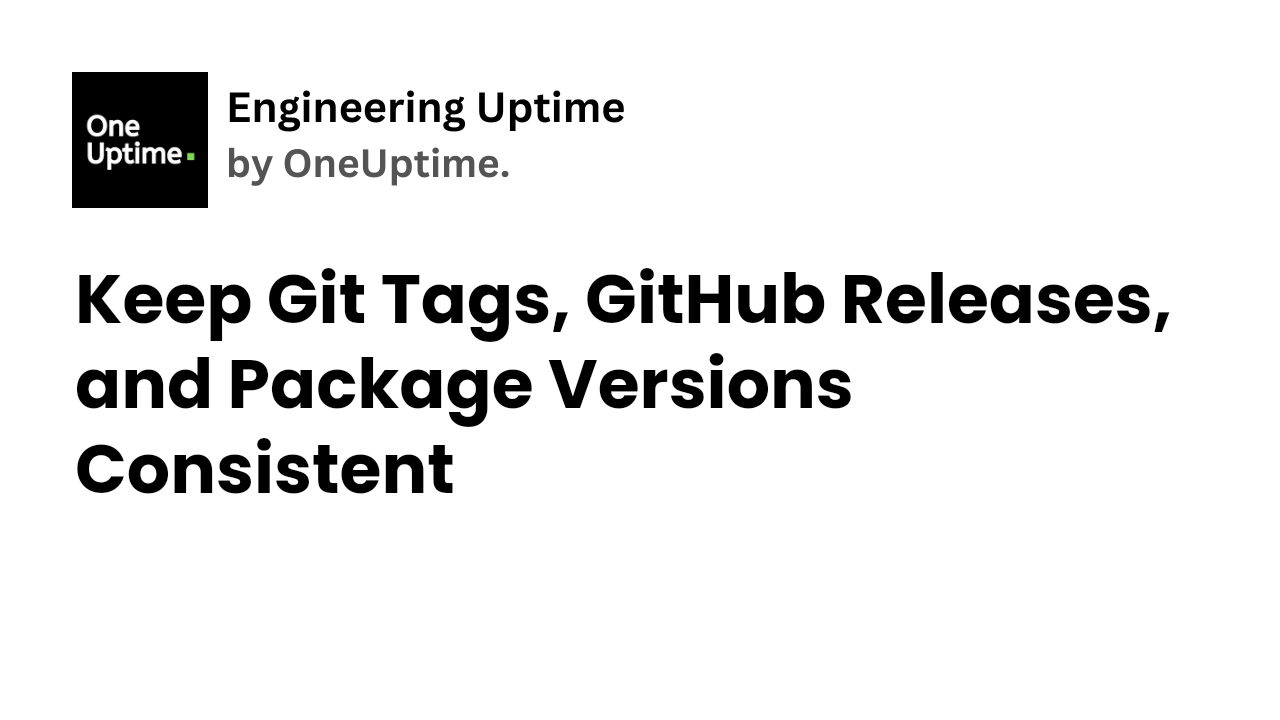 One
Uptime
Engineering Uptime
by OneUptime.
Keep Git Tags, GitHub Releases,
and Package Versions
Consistent